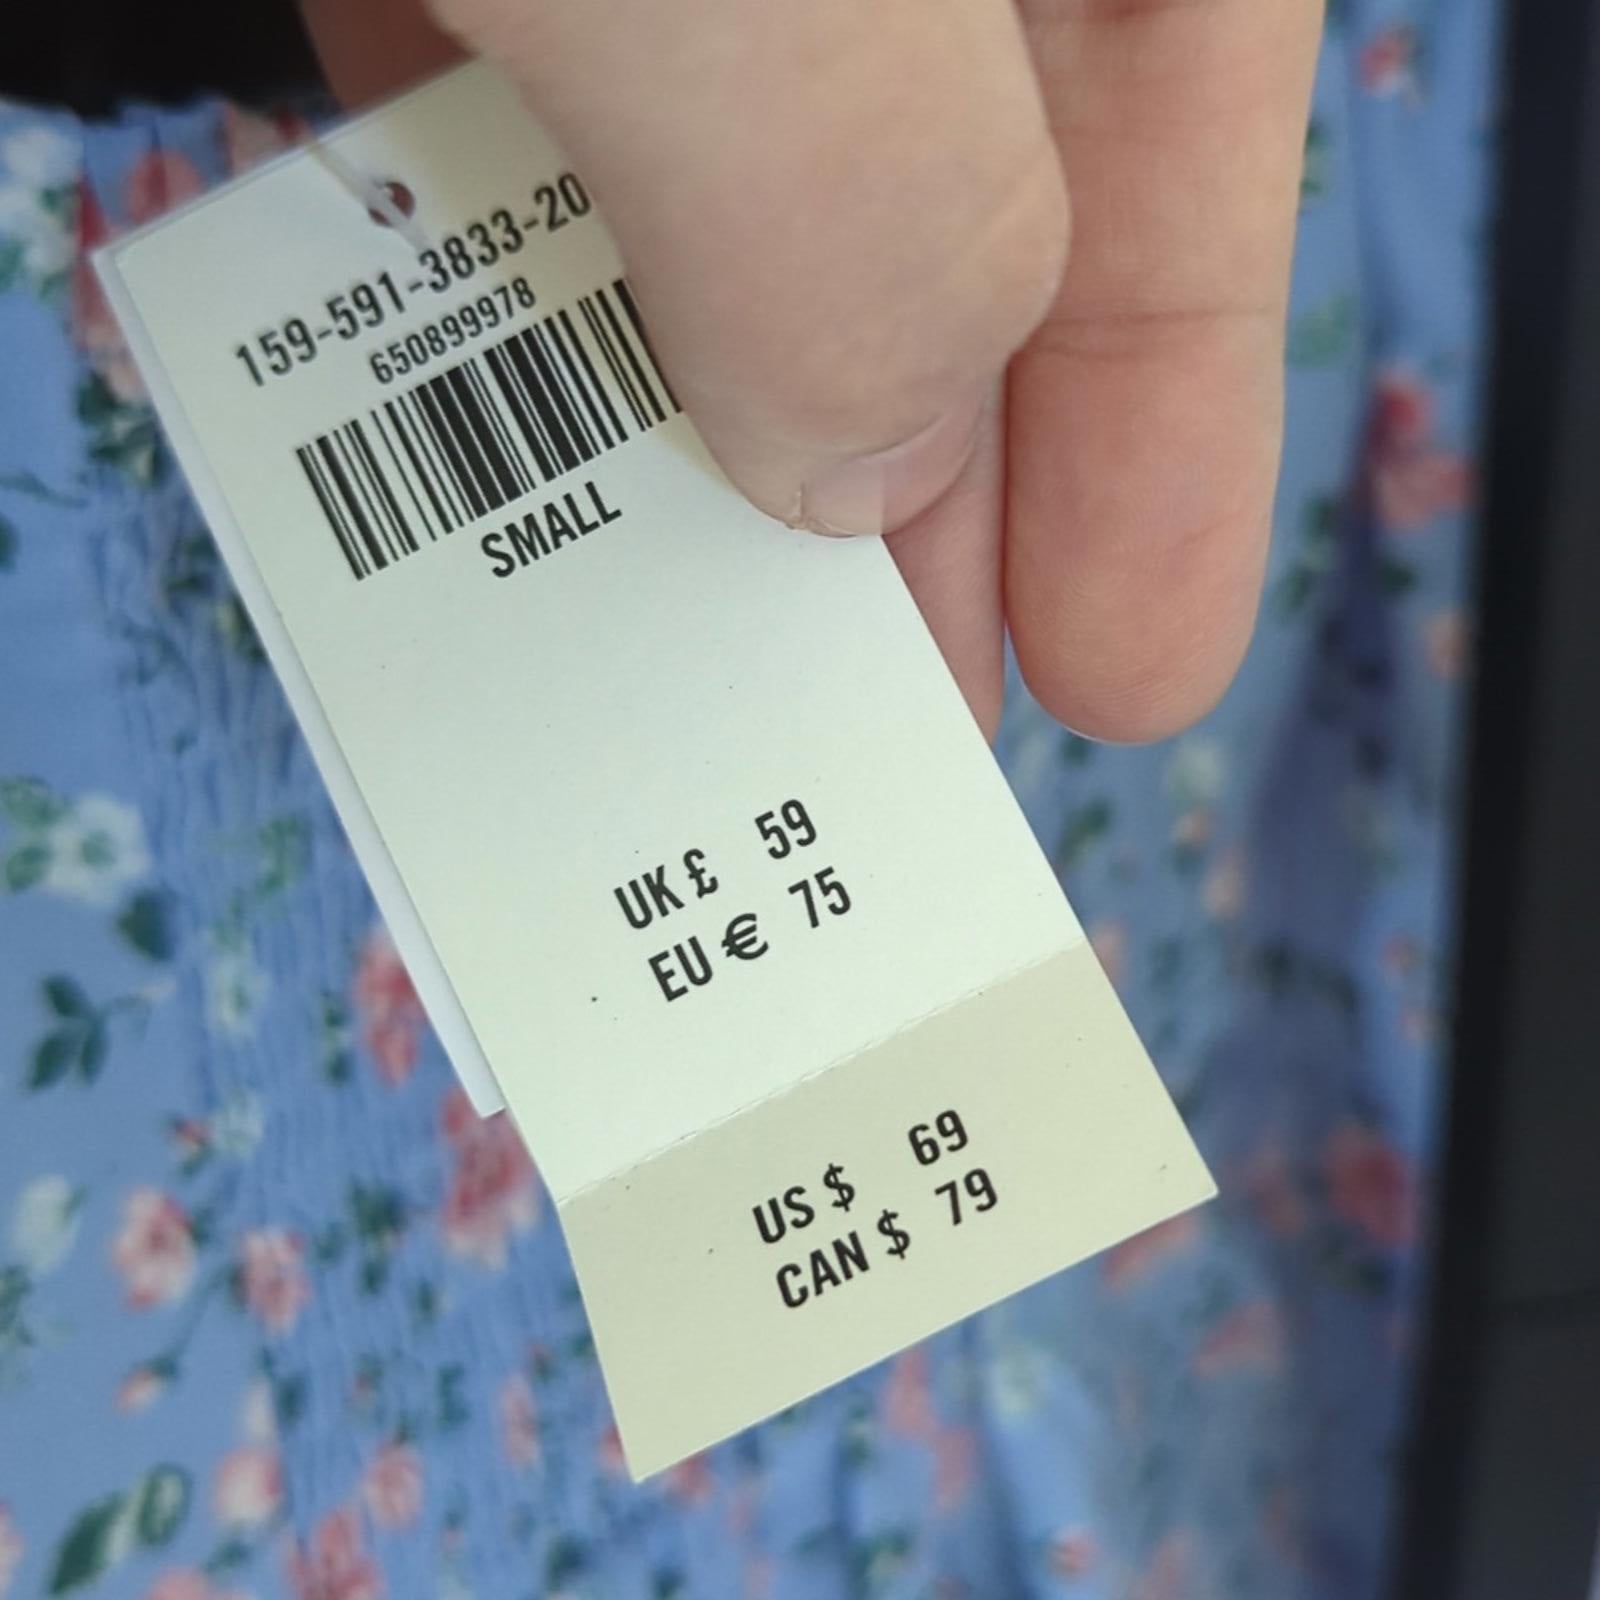 159-591-3833-20
650899978
SMALL
UK £ 59
EU € 75
US $ 69
CAN $ 79